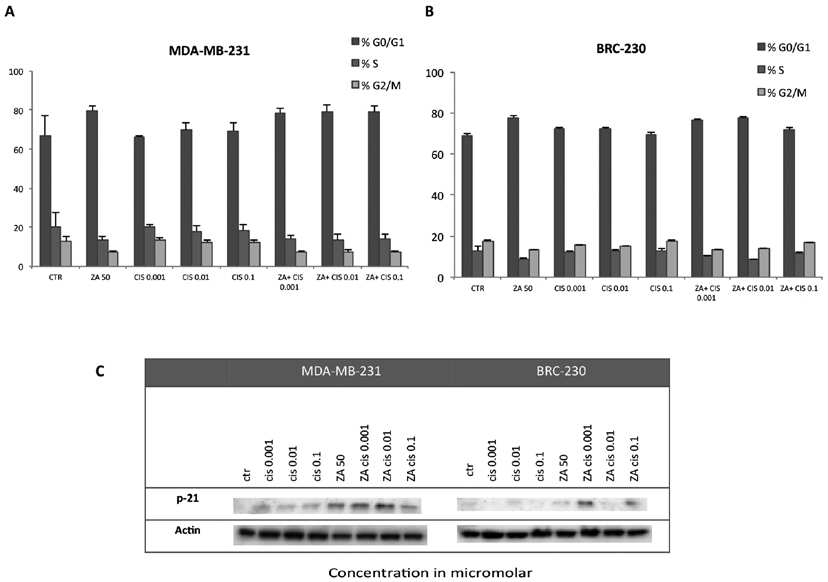 A
MDA-MB-231
% G0/G1
% S
% G2/M
100
80
60
40
20
0
CTR
ZA 50
CIS 0.001
CIS 0.01
CIS 0.1
ZA+ CIS 0.001
ZA+ CIS 0.01
ZA+ CIS 0.1
B
BRC-230
% G0/G1
% S
% G2/M
100
80
60
40
20
0
CTR
ZA 50
CIS 0.001
CIS 0.01
CIS 0.1
ZA+ CIS 0.001
ZA+ CIS 0.01
ZA+ CIS 0.1
C
MDA-MB-231 BRC-230
ctr
cis 0.001
cis 0.01
cis 0.1
ZA 50
ZA cis 0.001
ZA cis 0.01
ZA cis 0.1
ctr
cis 0.001
cis 0.01
cis 0.1
ZA 50
ZA cis 0.001
ZA cis 0.01
ZA cis 0.1
p-21
Actin
Concentration in micromolar